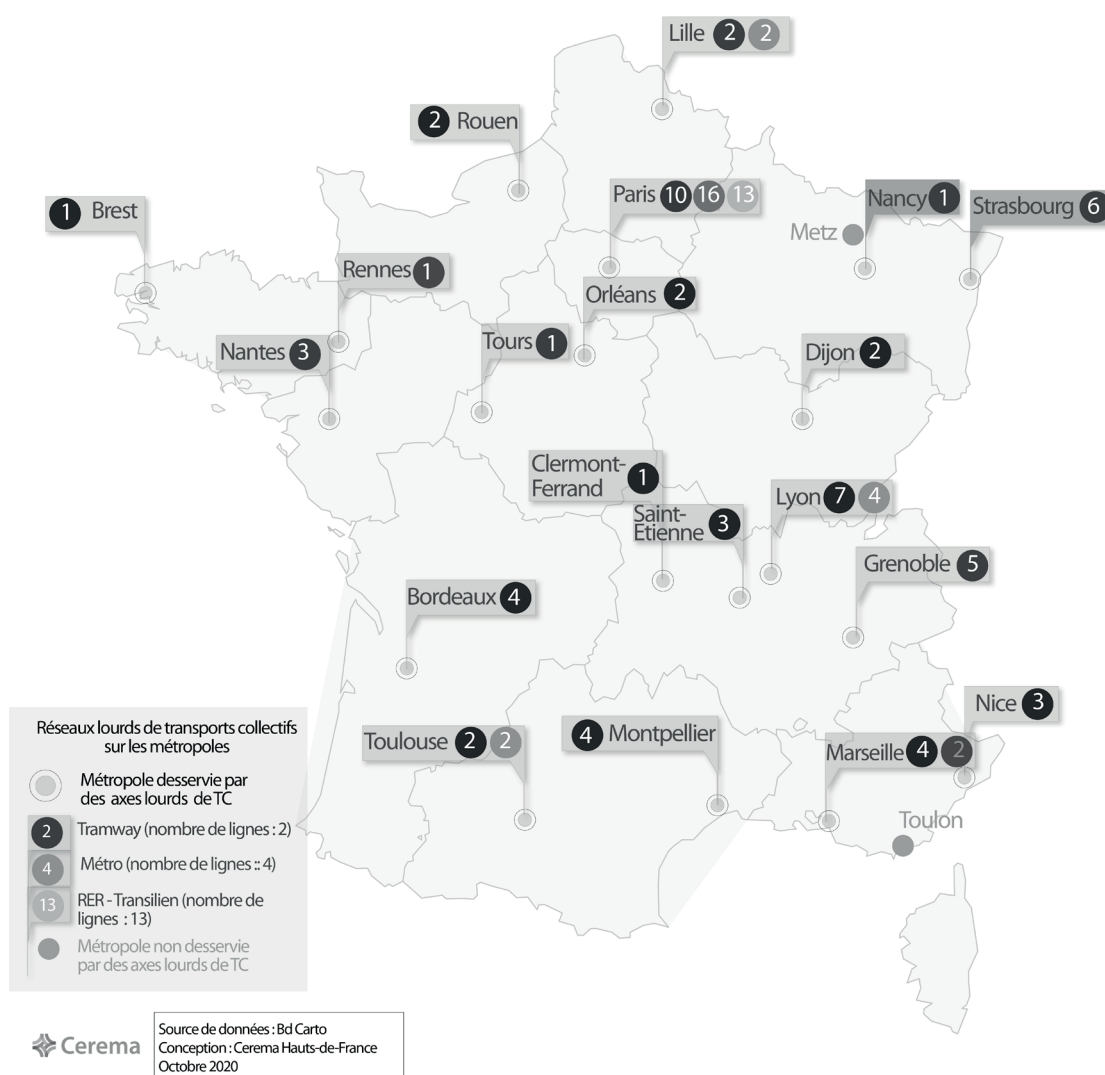 Lille 2 2
2 Rouen
Paris 10 16 13
Nancy 1
Strasbourg 6
1 Brest
Metz
Rennes 1
Orléans 2
Nantes 3
Tours 1
Dijon 2
Clermont-
Ferrand 1
Lyon 7 4
Saint-
Etienne 3
Grenoble 5
Bordeaux 4
Nice 3
Toulouse 2 2
4 Montpellier
Marseille 4 2
Toulon
Réseaux lourds de transports collectifs
sur les métropoles
Métropole desservie par
des axes lourds de TC
2 Tramway (nombre de lignes : 2)
4 Métro (nombre de lignes :: 4)
13 RER - Transilien (nombre de
lignes : 13)
Métropole non desservie
par des axes lourds de TC
Cerema
Source de données : Bd Carto
Conception : Cerema Hauts-de-France
Octobre 2020